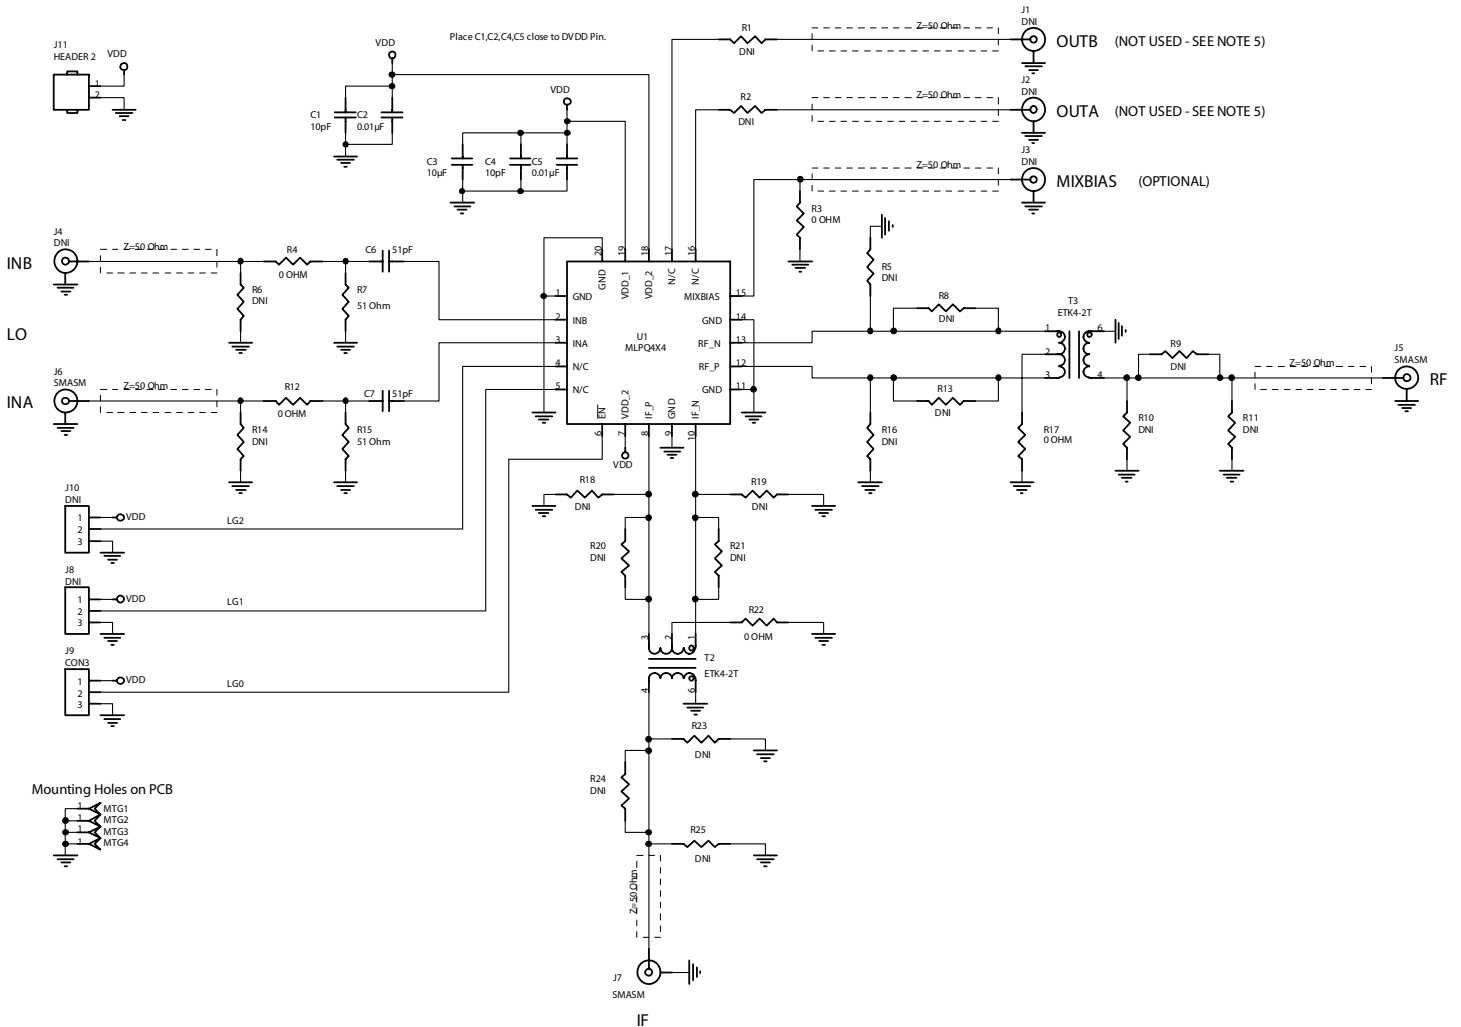 J11
HEADER 2
VDD
1
2
VDD
Place C1,C2,C4,C5 close to DVDD Pin.
C1
10pF
C2
0.01µF
VDD
C3
10µF
C4
10pF
C5
0.01µF
R1
DNI
Z=50 Ohm
J1
DNI
OUTB (NOT USED - SEE NOTE 5)
R2
DNI
Z=50 Ohm
J2
DNI
OUTA (NOT USED - SEE NOTE 5)
Z=50 Ohm
J3
DNI
MIXBIAS (OPTIONAL)
R3
0 OHM
INB
J4
DNI
Z=50 Ohm
R4
0 OHM
C6
51pF
R6
DNI
R7
51 Ohm
LO
INA
J6
SMASM
Z=50 Ohm
R12
0 OHM
C7
51pF
R14
DNI
R15
51 Ohm
20
19
18
17
16
GND
VDD_1
VDD_2
N/C
N/C
1
GND
2
INB
3
INA
4
N/C
5
N/C
U1
MLPQ4X4
MIXBIAS
15
GND
14
RF_N
13
RF_P
12
GND
11
EN
VDD_2
IF_P
GND
IF_N
6
7
8
9
10
VDD
R5
DNI
R8
DNI
R13
DNI
R16
DNI
T3
ETK4-2T
1
2
3
6
4
R17
0 OHM
R9
DNI
R10
DNI
R11
DNI
Z=50 Ohm
J5
SMASM
RF
J10
DNI
1
2
3
VDD
LG2
J8
DNI
1
2
3
VDD
LG1
J9
CON3
1
2
3
VDD
LG0
R18
DNI
R19
DNI
R20
DNI
R21
DNI
R22
0 OHM
3
2
1
T2
ETK4-2T
4
6
R23
DNI
R24
DNI
R25
DNI
Z=50 Ohm
J7
SMASM
IF
Mounting Holes on PCB
1
MTG1
1
MTG2
1
MTG3
1
MTG4